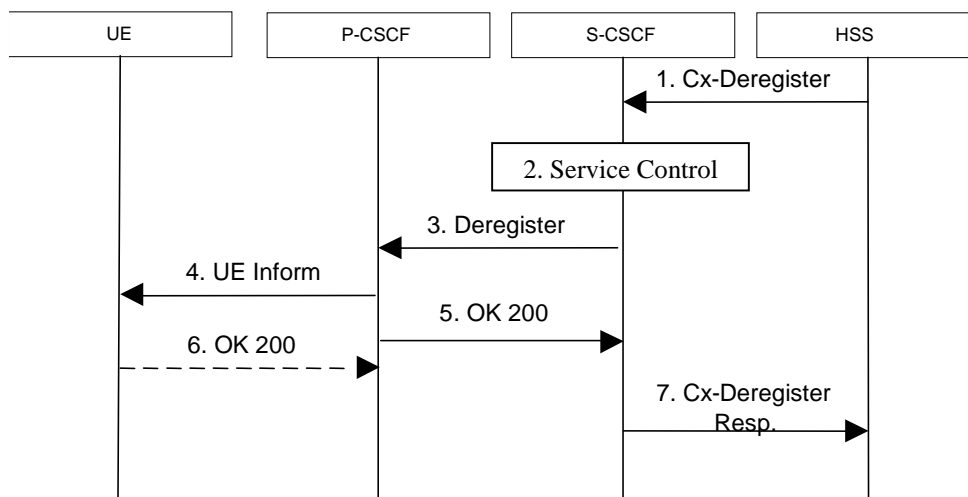 UE
P-CSCF
S-CSCF
HSS
1. Cx-Deregister
2. Service Control
3. Deregister
4. UE Inform
5. OK 200
6. OK 200
7. Cx-Deregister
Resp.